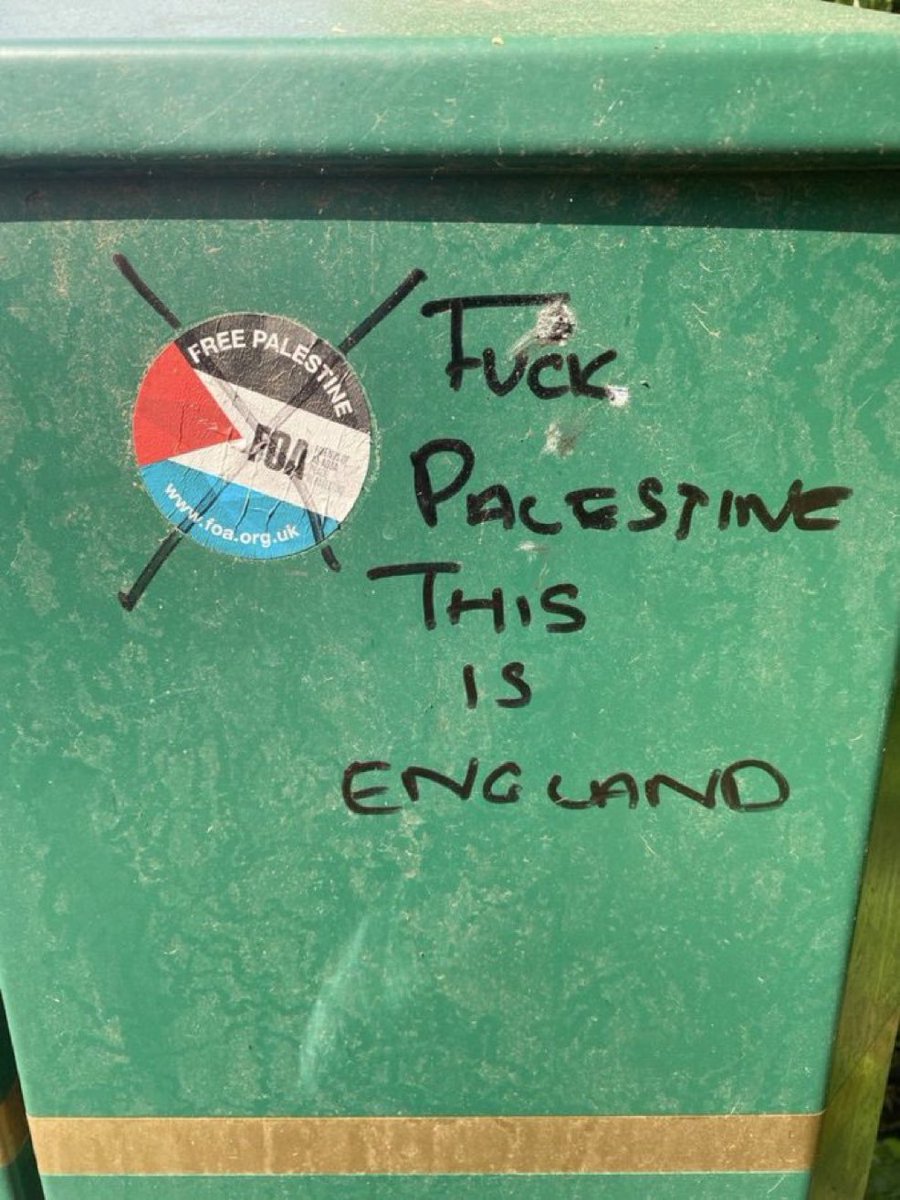 FREE PALESTINE
FOA
www.foa.org.uk
FUCK
PALESTINE
THIS
IS
ENGLAND